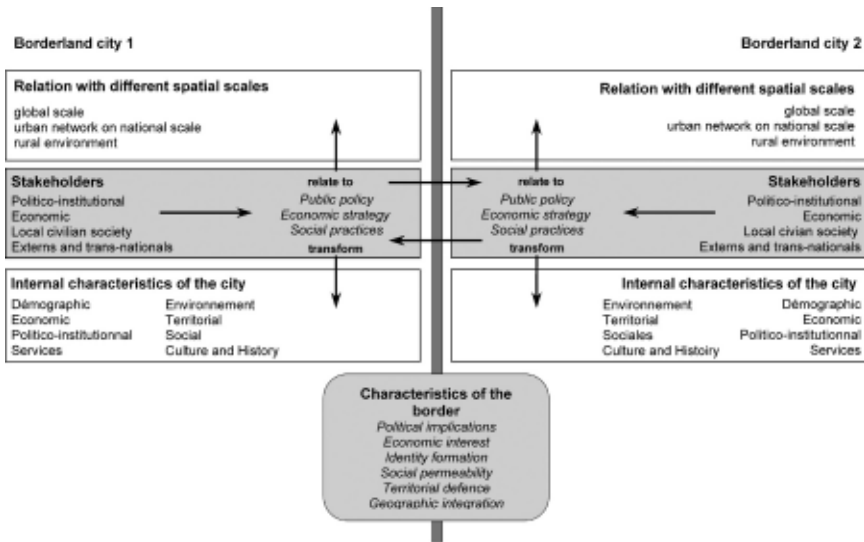 Borderland city 1
Borderland city 2
Relation with different spatial scales
global scale
urban network on national scale
rural environment
Relation with different spatial scales
global scale
urban network on national scale
rural environment
Stakeholders
Politico-institutional
Economic
Local civilian society
Externs and trans-nationals
relate to
Public policy
Economic strategy
Social practices
transform
relate to
Public policy
Economic strategy
Social practices
transform
Stakeholders
Politico-institutional
Economic
Local civilian society
Externs and trans-nationals
Internal characteristics of the city
Démographic Environnement
Economic Territorial
Politico-institutionnal Social
Services Culture and History
Internal characteristics of the city
Environnement Démographic
Territorial Economic
Sociales Politico-institutionnal
Culture and Histoiry Services
Characteristics of the
border
Political implications
Economic interest
Identity formation
Social permeability
Territorial defence
Geographic integration